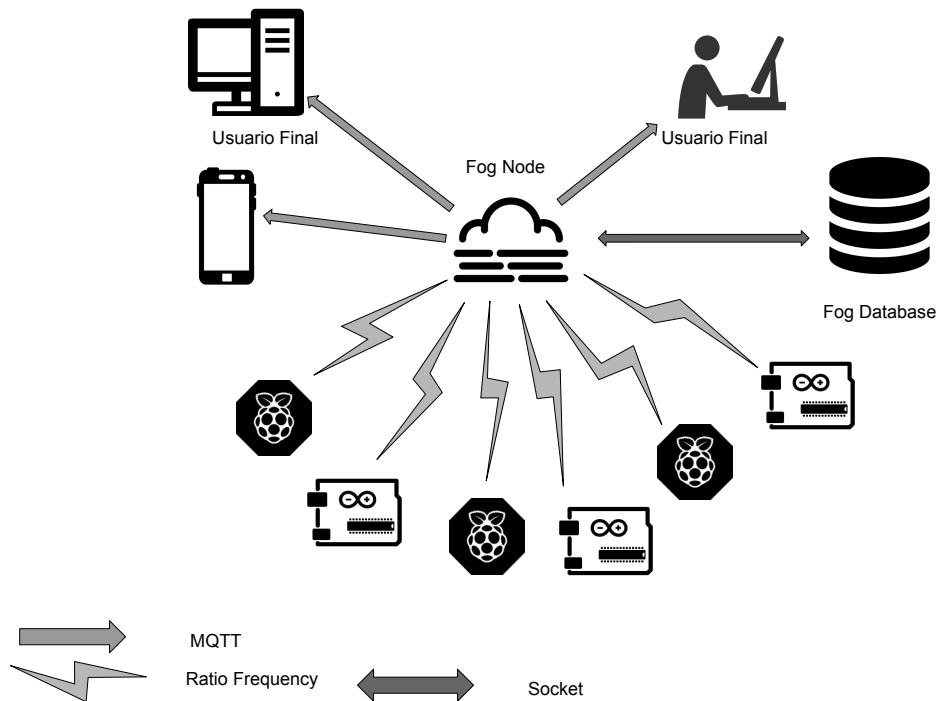 Usuario Final
Usuario Final
Fog Node
Fog Database
MQTT
Ratio Frequency
Socket